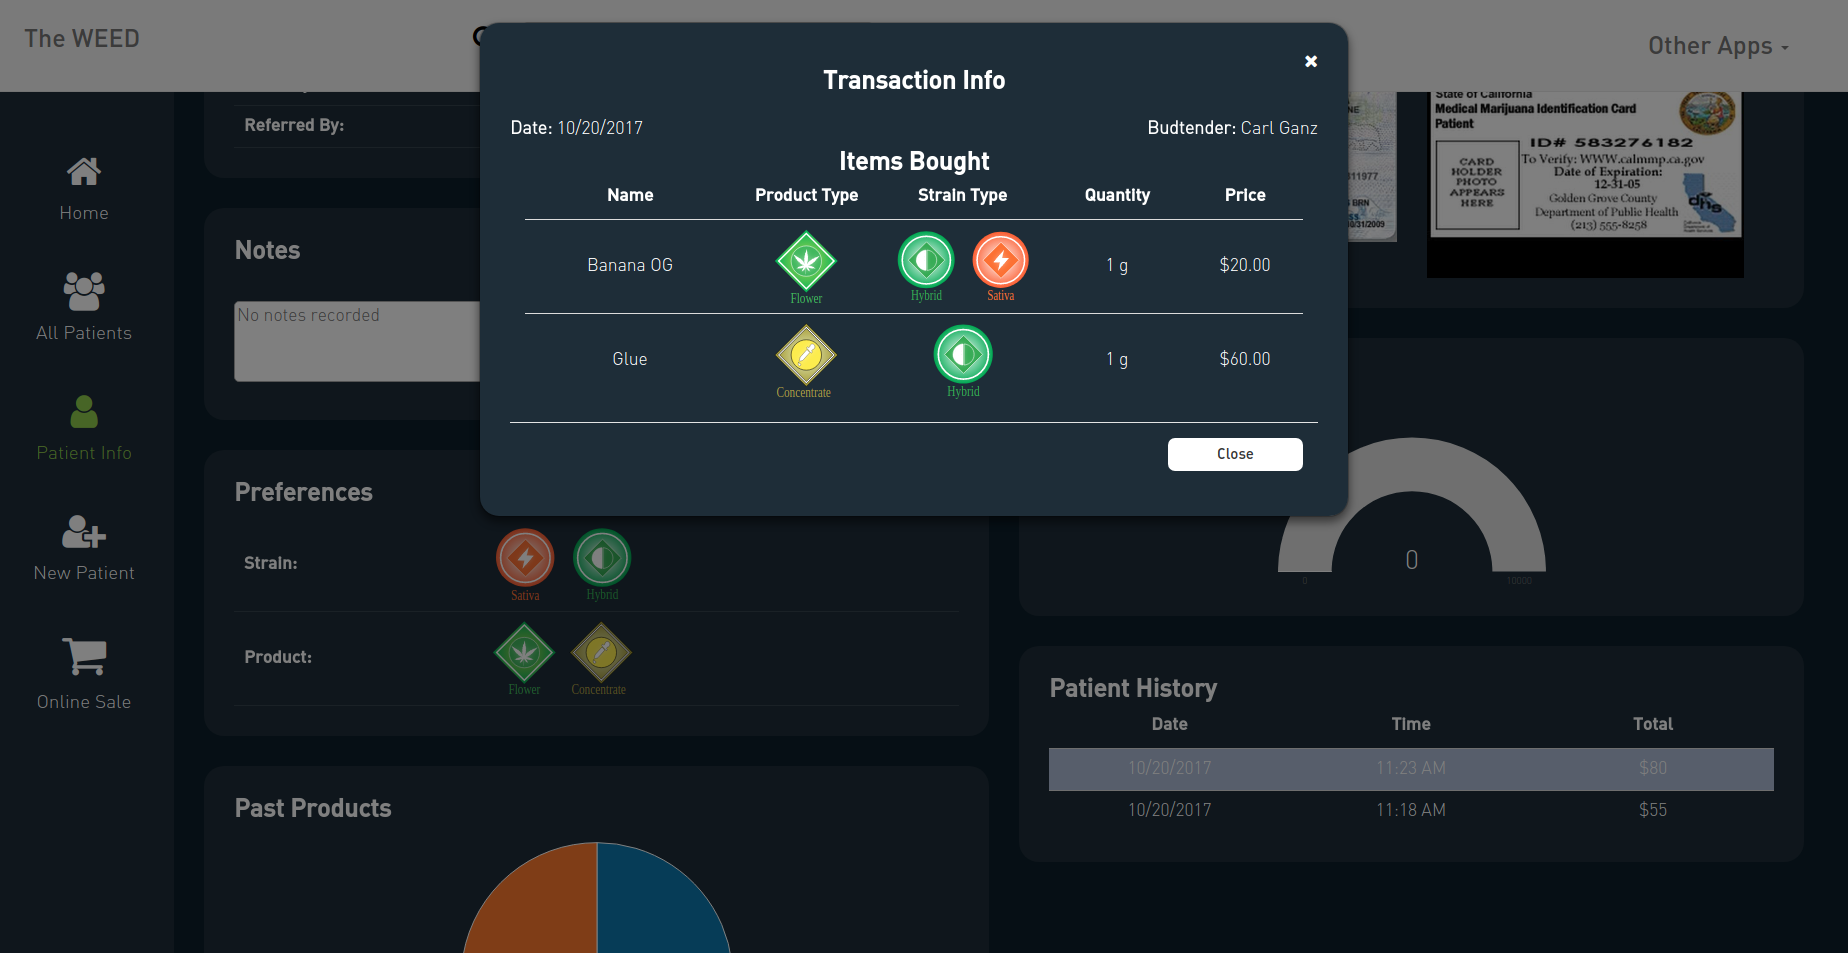 The WEED
Other Apps
Home
All Patients
Patient Info
New Patient
Online Sale
Referred By:
Notes
No notes recorded
Preferences
Strain:
Sativa
Hybrid
Product:
Flower
Concentrate
Past Products
Transaction Info
Date: 10/20/2017
Budtender: Carl Ganz
Items Bought
Name Product Type Strain Type Quantity Price
Banana OG 1 g $20.00
Flower Hybrid Sativa
Glue 1 g $60.00
Concentrate Hybrid
Close
State of California
Medical Marijuana Identification Card
Patient
ID# 583276182
CARD
HOLDER
PHOTO
APPEARS
HERE
To Verify: WWW.calmmp.ca.gov
Date of Expiration:
12-31-05
Golden Grove County
Department of Public Health
(213) 555-8258
dhs
0
0 10000
Patient History
Date Time Total
10/20/2017 11:23 AM $80
10/20/2017 11:18 AM $55